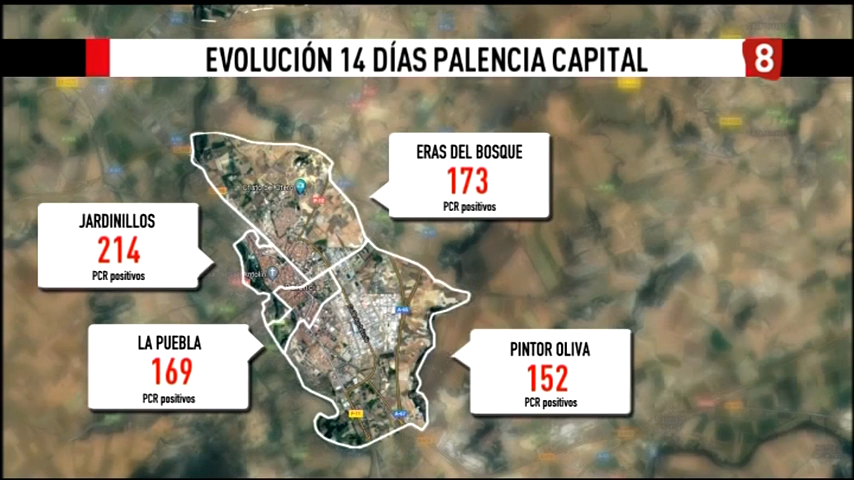 EVOLUCIÓN 14 DÍAS PALENCIA CAPITAL
8
ERAS DEL BOSQUE
173
PCR positivos
JARDINILLOS
214
PCR positivos
LA PUEBLA
169
PCR positivos
PINTOR OLIVA
152
PCR positivos